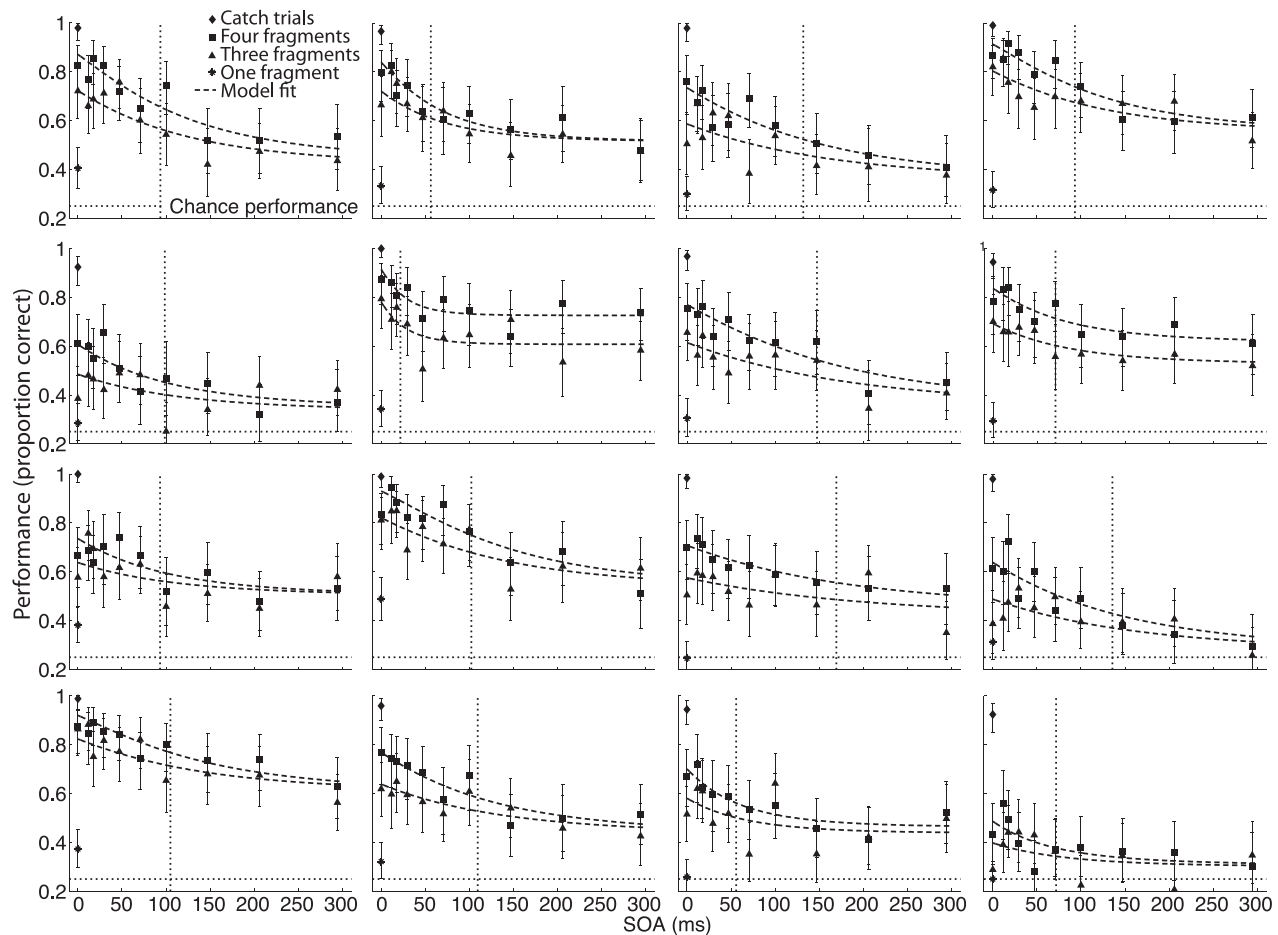 Catch trials
Four fragments
Three fragments
One fragment
Model fit
1
0.8
0.6
0.4
0.2
Chance performance
1
1
0.8
0.6
0.4
0.2
Performance (proportion correct)
1
0.8
0.6
0.4
0.2
1
0.8
0.6
0.4
0.2
0 50 100 150 200 250 300
0 50 100 150 200 250 300
0 50 100 150 200 250 300
0 50 100 150 200 250 300
SOA (ms)